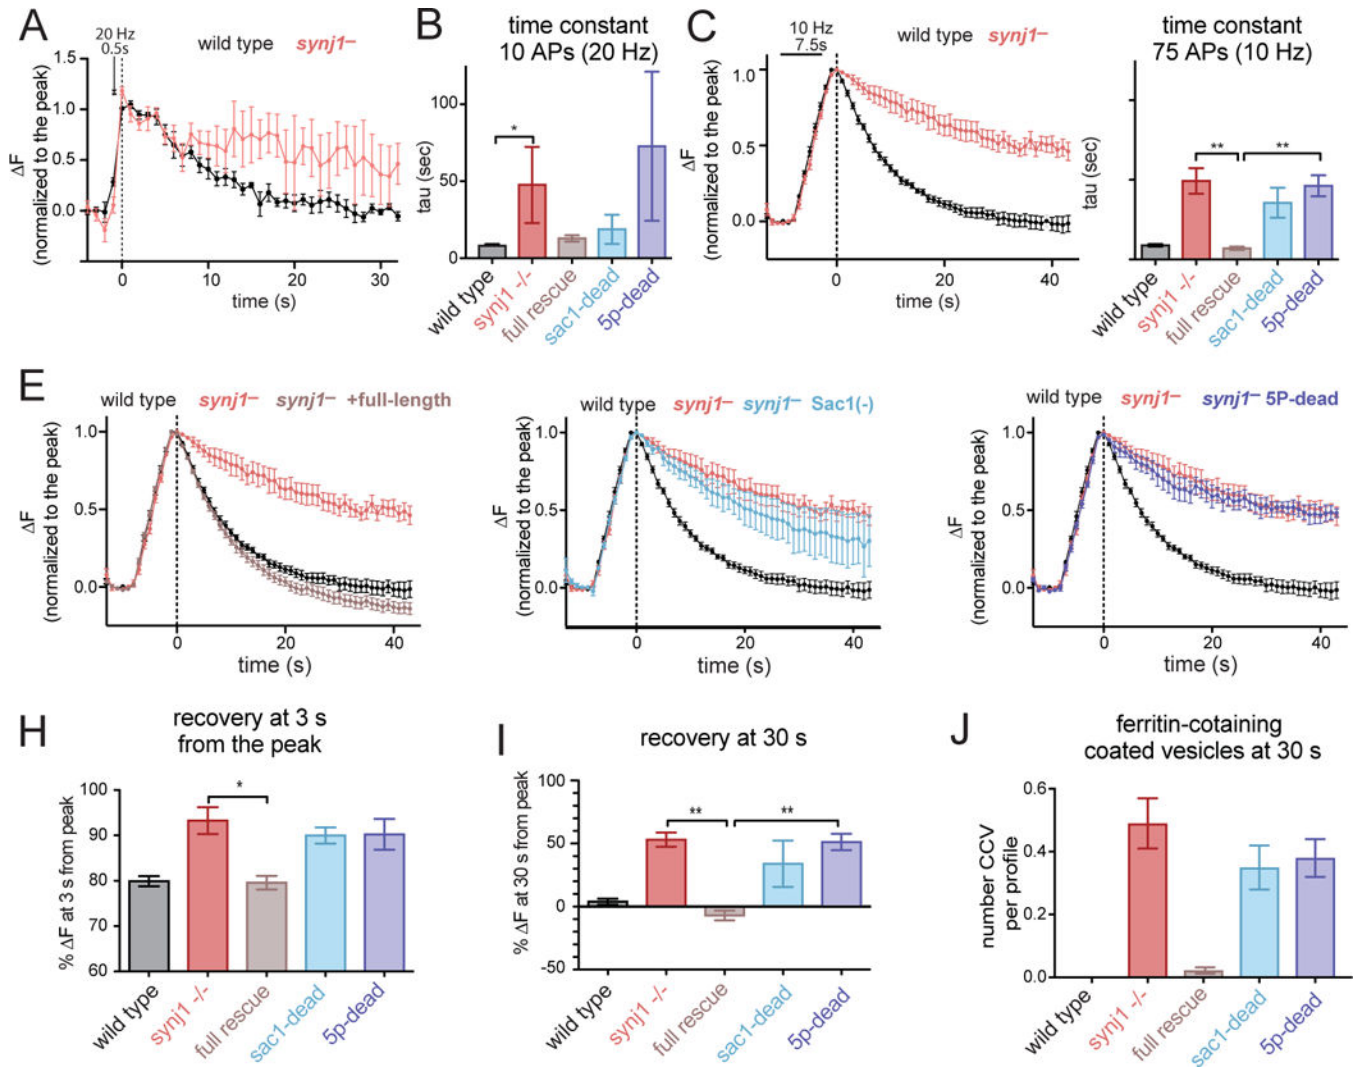 A
20 Hz
0.5s
wild type synj1–
1.5
1.0
0.5
0.0
ΔF
(normalized to the peak)
0 10 20 30
time (s)
B
time constant
10 APs (20 Hz)
100
50
0
tau (sec)
*
wild type
synj1 -/-
full rescue
sac1-dead
5p-dead
C
10 Hz
7.5s
wild type synj1–
1.0
0.5
0.0
ΔF
(normalized to the peak)
0 20 40
time (s)
time constant
75 APs (10 Hz)
tau (sec)
** **
wild type
synj1 -/-
full rescue
sac1-dead
5p-dead
E
wild type synj1– synj1– +full-length
1.0
0.5
0.0
ΔF
(normalized to the peak)
0 20 40
time (s)
wild type synj1– synj1– Sac1(-)
1.0
0.5
0.0
ΔF
(normalized to the peak)
0 20 40
time (s)
wild type synj1– synj1– 5P-dead
1.0
0.5
0.0
ΔF
(normalized to the peak)
0 20 40
time (s)
H
recovery at 3 s
from the peak
100
90
80
70
60
% ΔF at 3 s from peak
*
wild type
synj1 -/-
full rescue
sac1-dead
5p-dead
I
recovery at 30 s
100
50
0
-50
% ΔF at 30 s from peak
** **
wild type
synj1 -/-
full rescue
sac1-dead
5p-dead
J
ferritin-cotaining
coated vesicles at 30 s
0.6
0.4
0.2
0.0
number CCV
per profile
wild type
synj1 -/-
full rescue
sac1-dead
5p-dead